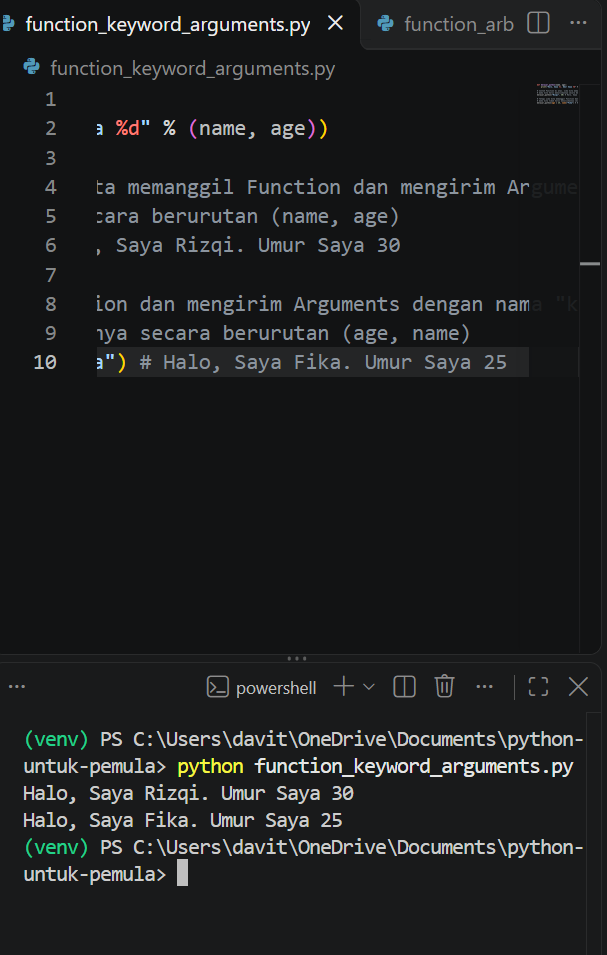 function_keyword_arguments.py
function_arb
function_keyword_arguments.py
1
2 a %d" % (name, age))
3
4 ta memanggil Function dan mengirim Argume
5 cara berurutan (name, age)
6 , Saya Rizqi. Umur Saya 30
7
8 ion dan mengirim Arguments dengan nama "k
9 nya secara berurutan (age, name)
10 a") # Halo, Saya Fika. Umur Saya 25
powershell
(venv) PS C:\Users\davit\OneDrive\Documents\python-
untuk-pemula> python function_keyword_arguments.py
Halo, Saya Rizqi. Umur Saya 30
Halo, Saya Fika. Umur Saya 25
(venv) PS C:\Users\davit\OneDrive\Documents\python-
untuk-pemula>